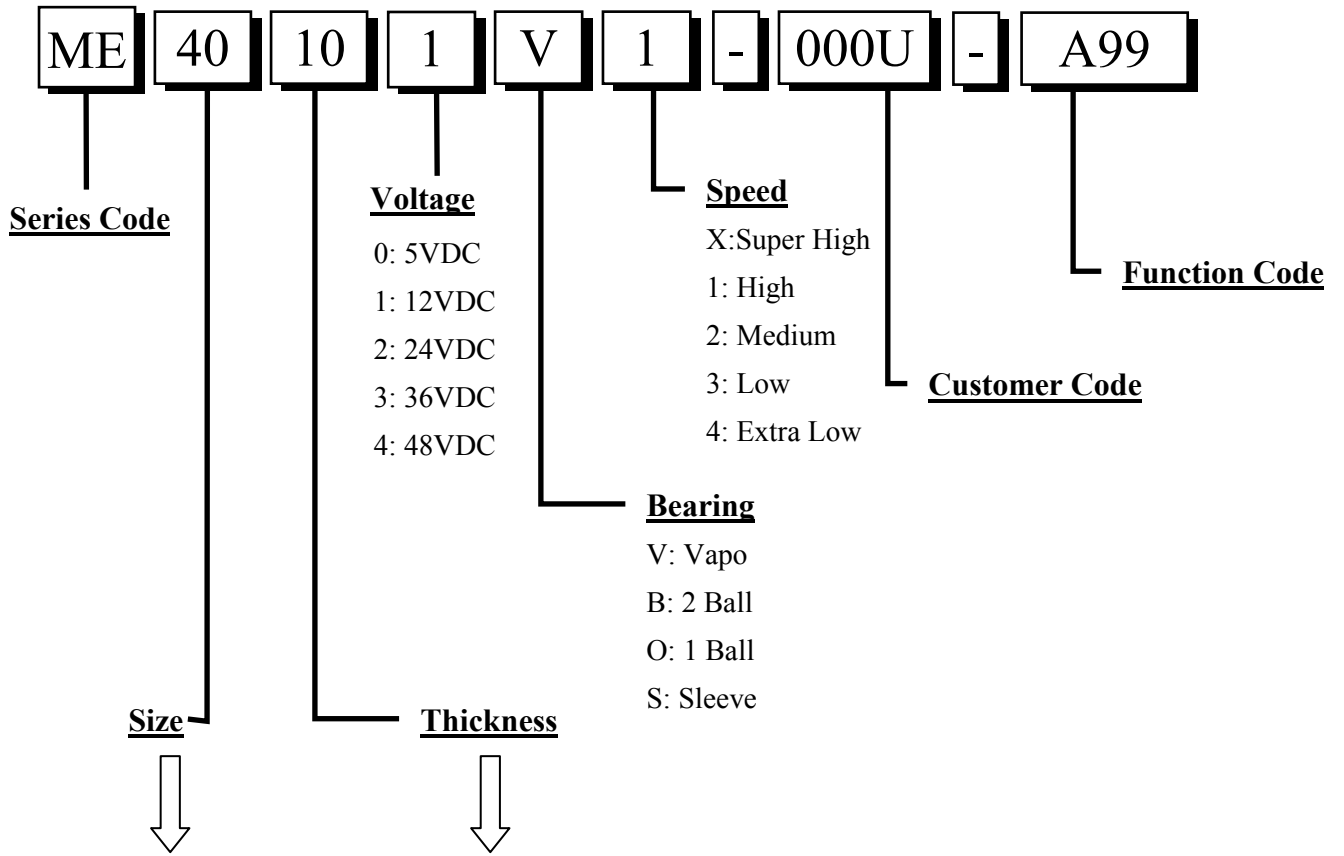 ME 40 10 1 V 1 - 000U - A99
Series Code
Voltage
0: 5VDC
1: 12VDC
2: 24VDC
3: 36VDC
4: 48VDC
Speed
X:Super High
1: High
2: Medium
3: Low
4: Extra Low
Function Code
Customer Code
Bearing
V: Vapo
B: 2 Ball
O: 1 Ball
S: Sleeve
Size
Thickness